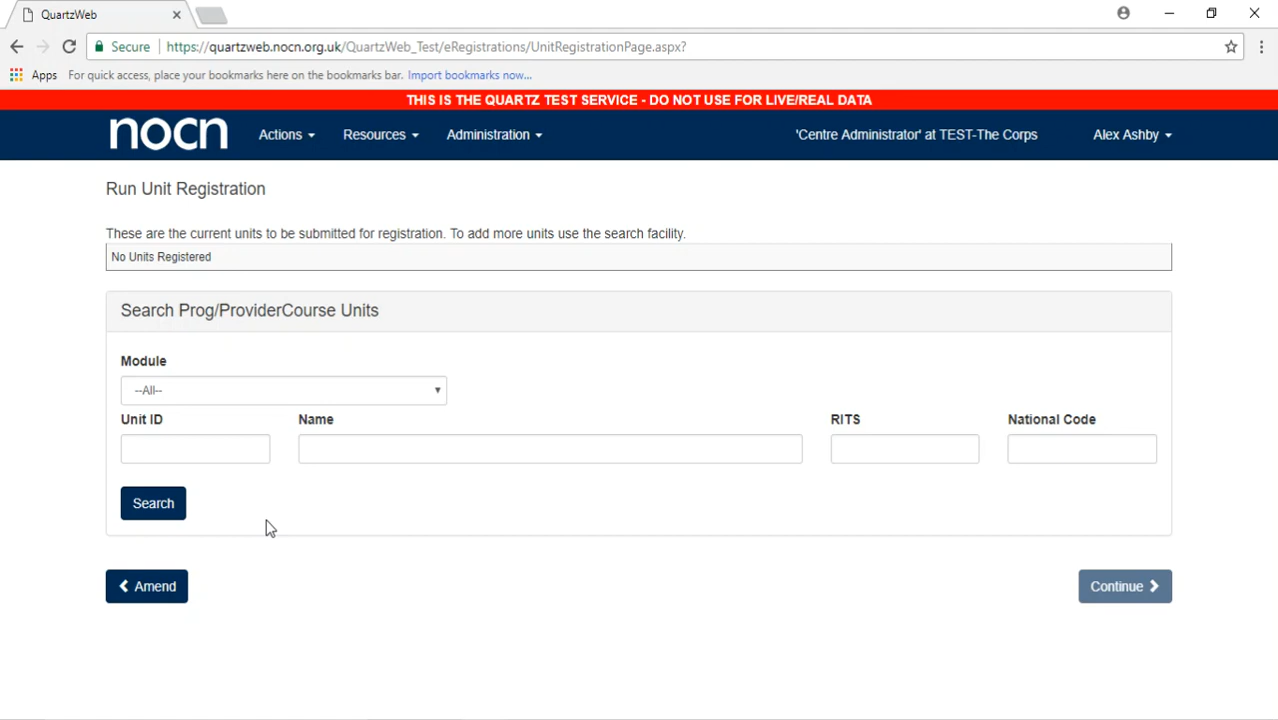 QuartzWeb
Secure https://quartzweb.nocn.org.uk/QuartzWeb_Test/eRegistrations/UnitRegistrationPage.aspx?
Apps For quick access, place your bookmarks here on the bookmarks bar. Import bookmarks now...
THIS IS THE QUARTZ TEST SERVICE - DO NOT USE FOR LIVE/REAL DATA
nocn Actions Resources Administration 'Centre Administrator' at TEST-The Corps Alex Ashby
Run Unit Registration
These are the current units to be submitted for registration. To add more units use the search facility.
No Units Registered
Search Prog/ProviderCourse Units
Module
--All--
Unit ID Name RITS National Code
Search
Amend Continue